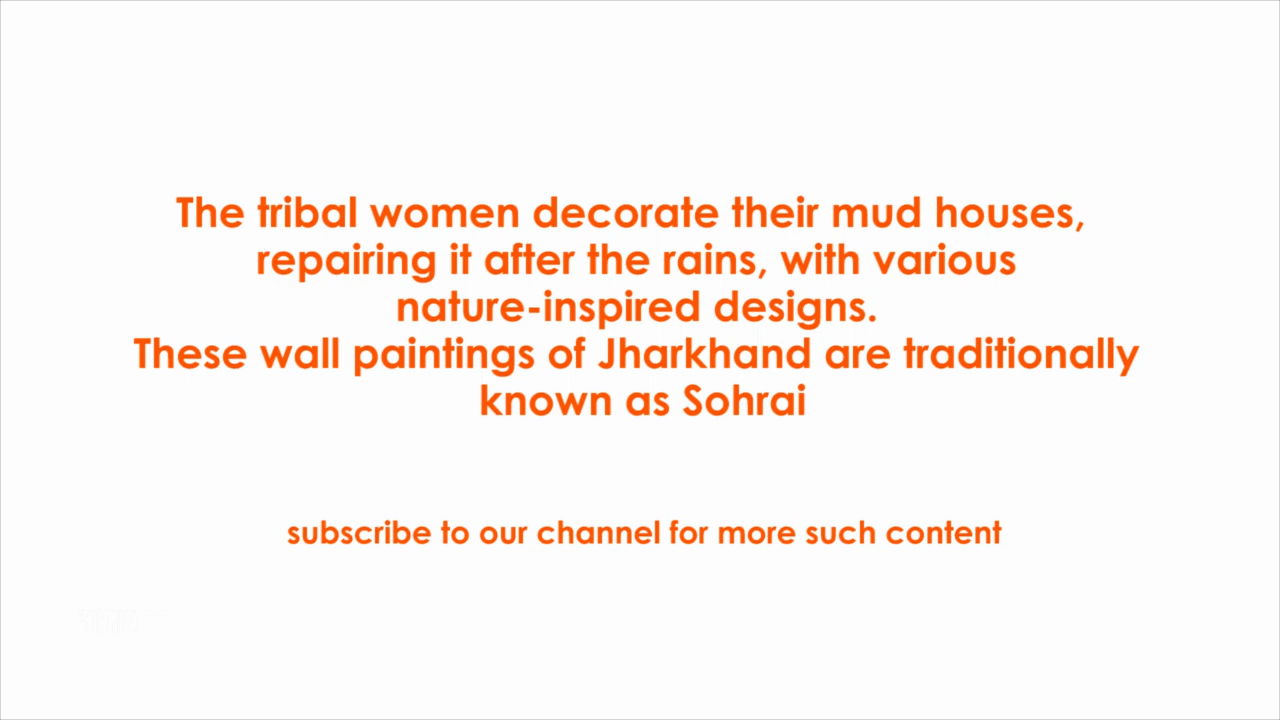 The tribal women decorate their mud houses,
repairing it after the rains, with various
nature-inspired designs.
These wall paintings of Jharkhand are traditionally
known as Sohrai
subscribe to our channel for more such content